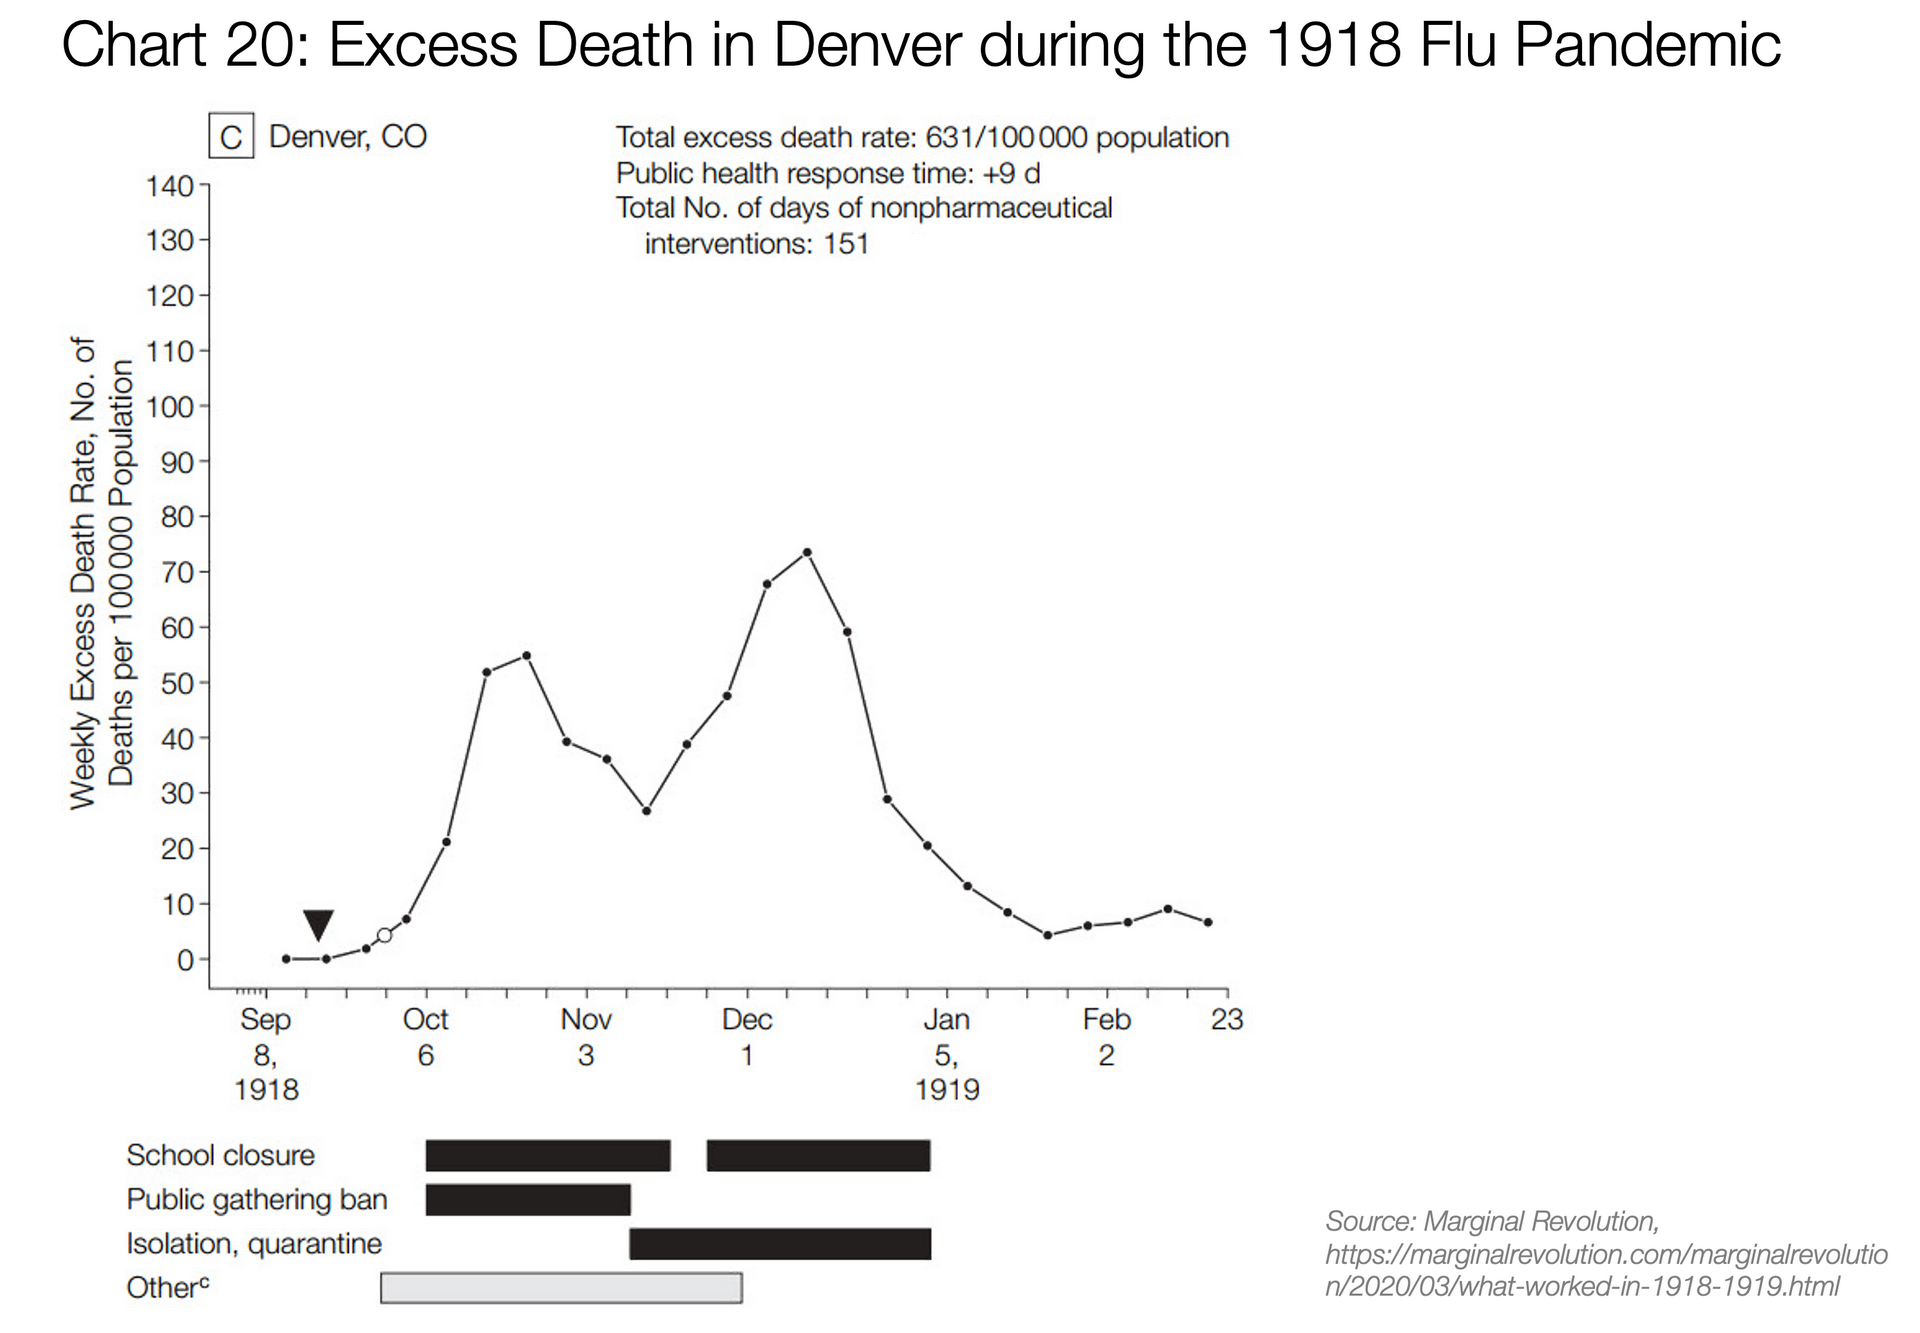 Chart 20: Excess Death in Denver during the 1918 Flu Pandemic
C Denver, CO
Total excess death rate: 631/100 000 population
Public health response time: +9 d
Total No. of days of nonpharmaceutical
interventions: 151
Weekly Excess Death Rate, No. of
Deaths per 100 000 Population
140
130
120
110
100
90
80
70
60
50
40
30
20
10
0
Sep Oct Nov Dec Jan Feb 23
8, 6 3 1 5, 2
1918 1919
School closure
Public gathering ban
Isolation, quarantine
Otherᶜ
Source: Marginal Revolution,
https://marginalrevolution.com/marginalrevolutio
n/2020/03/what-worked-in-1918-1919.html